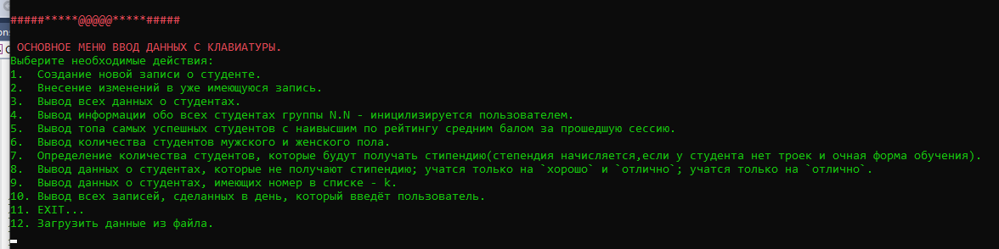 #####*****@@@@@*****#####
ОСНОВНОЕ МЕНЮ ВВОД ДАННЫХ С КЛАВИАТУРЫ.
Выберите необходимые действия:
1. Создание новой записи о студенте.
2. Внесение изменений в уже имеющуюся запись.
3. Вывод всех данных о студентах.
4. Вывод информации обо всех студентах группы N.N - иницилизируется пользователем.
5. Вывод топа самых успешных студентов с наивысшим по рейтингу средним балом за прошедшую сессию.
6. Вывод количества студентов мужского и женского пола.
7. Определение количества студентов, которые будут получать стипендию(степендия начисляется,если у студента нет троек и очная форма обучения).
8. Вывод данных о студентах, которые не получают стипендию; учатся только на `хорошо` и `отлично`; учатся только на `отлично`.
9. Вывод данных о студентах, имеющих номер в списке - k.
10. Вывод всех записей, сделанных в день, который введёт пользователь.
11. EXIT...
12. Загрузить данные из файла.